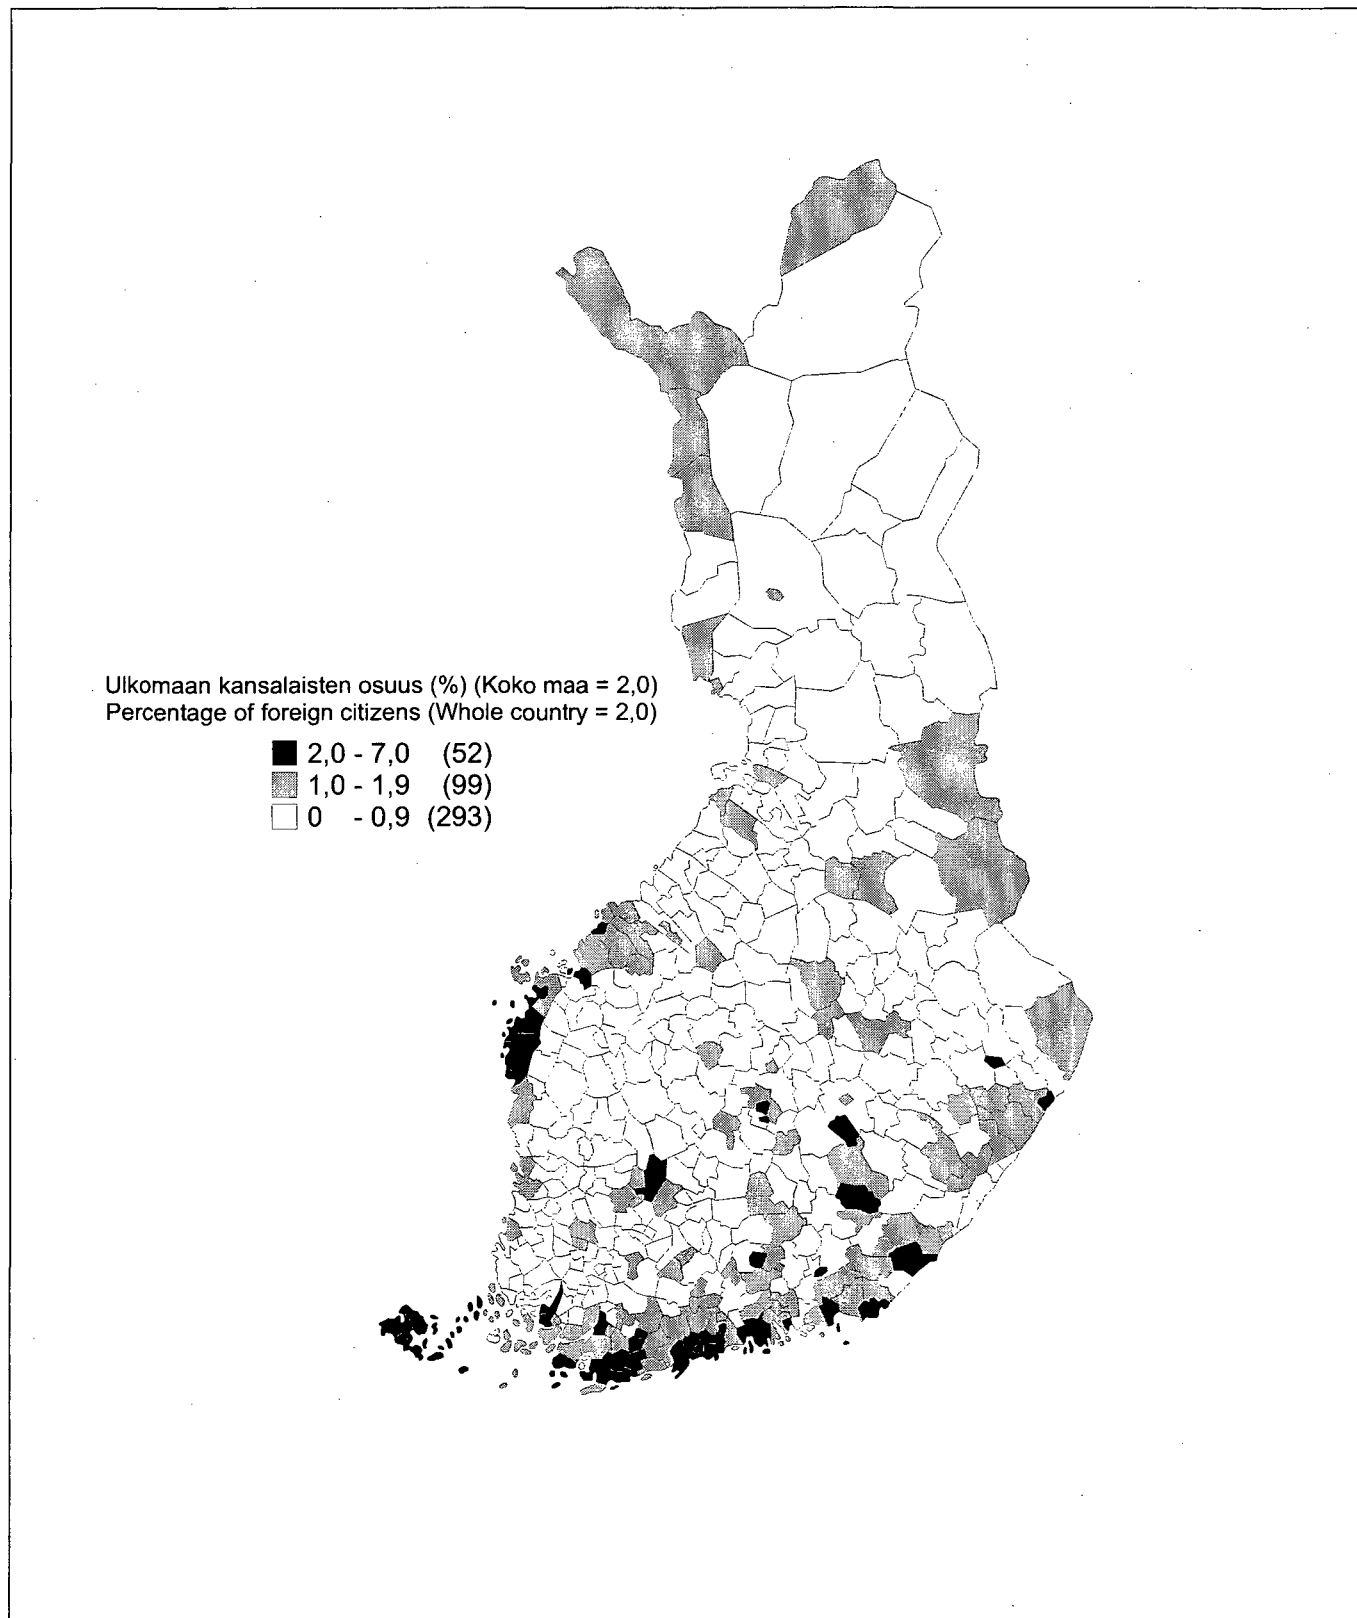 Ulkomaan kansalaisten osuus (%) (Koko maa = 2,0)
Percentage of foreign citizens (Whole country = 2,0)
2,0 - 7,0 (52)
1,0 - 1,9 (99)
0 - 0,9 (293)